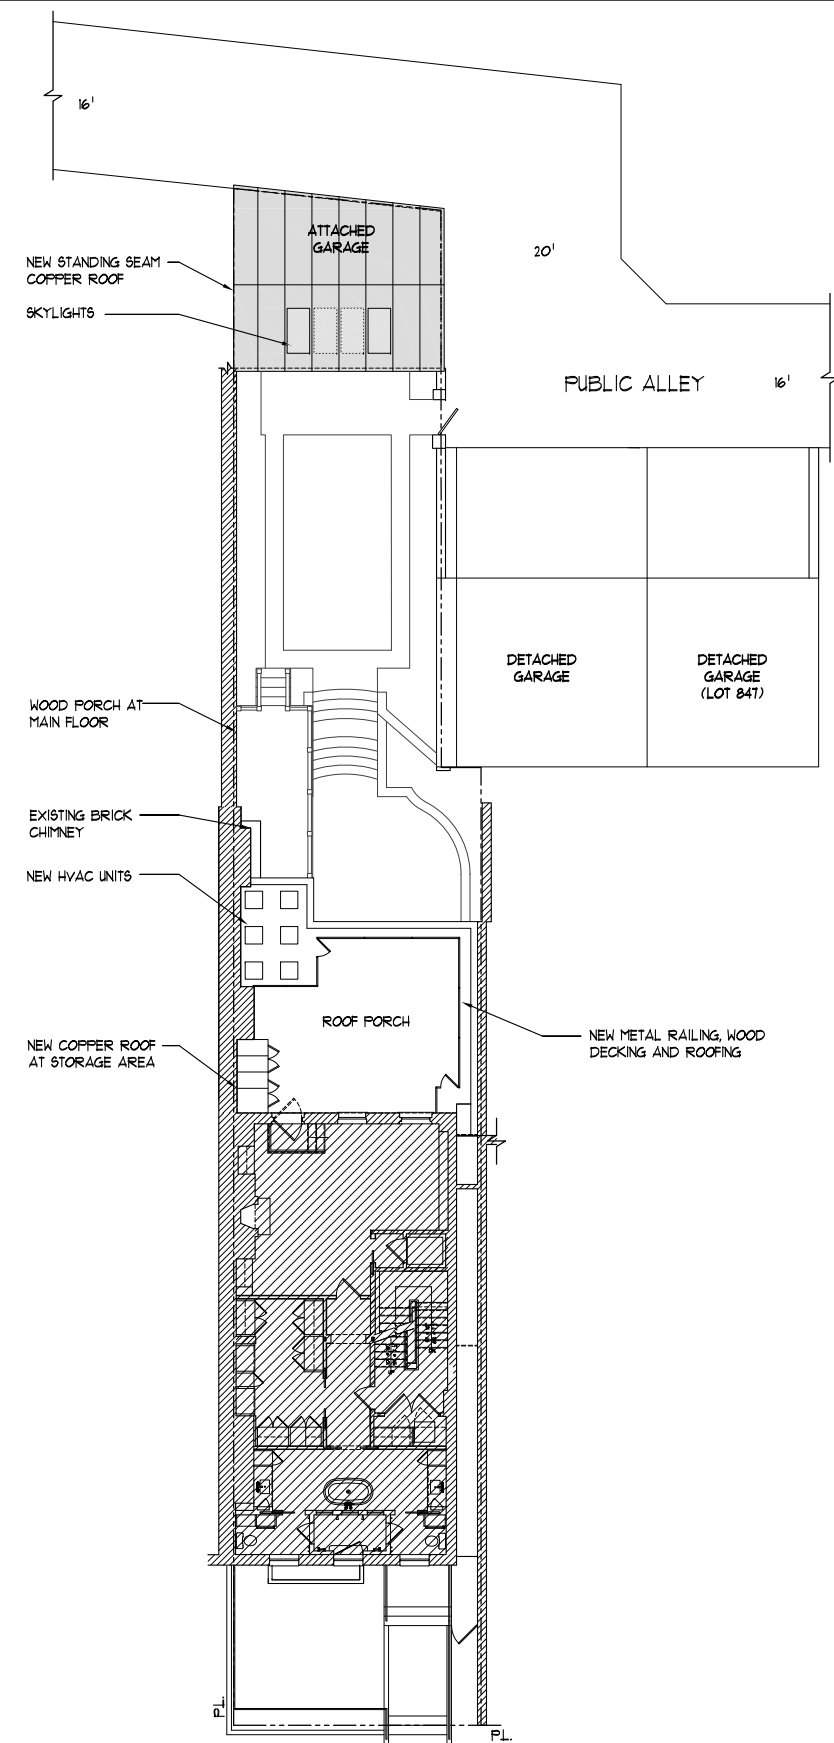 16'
ATTACHED
GARAGE
20'
NEW STANDING SEAM
COPPER ROOF
SKYLIGHTS
PUBLIC ALLEY
16'
DETACHED
GARAGE
DETACHED
GARAGE
(LOT 847)
WOOD PORCH AT
MAIN FLOOR
EXISTING BRICK
CHIMNEY
NEW HVAC UNITS
ROOF PORCH
NEW METAL RAILING, WOOD
DECKING AND ROOFING
NEW COPPER ROOF
AT STORAGE AREA
P.L.
P.L.